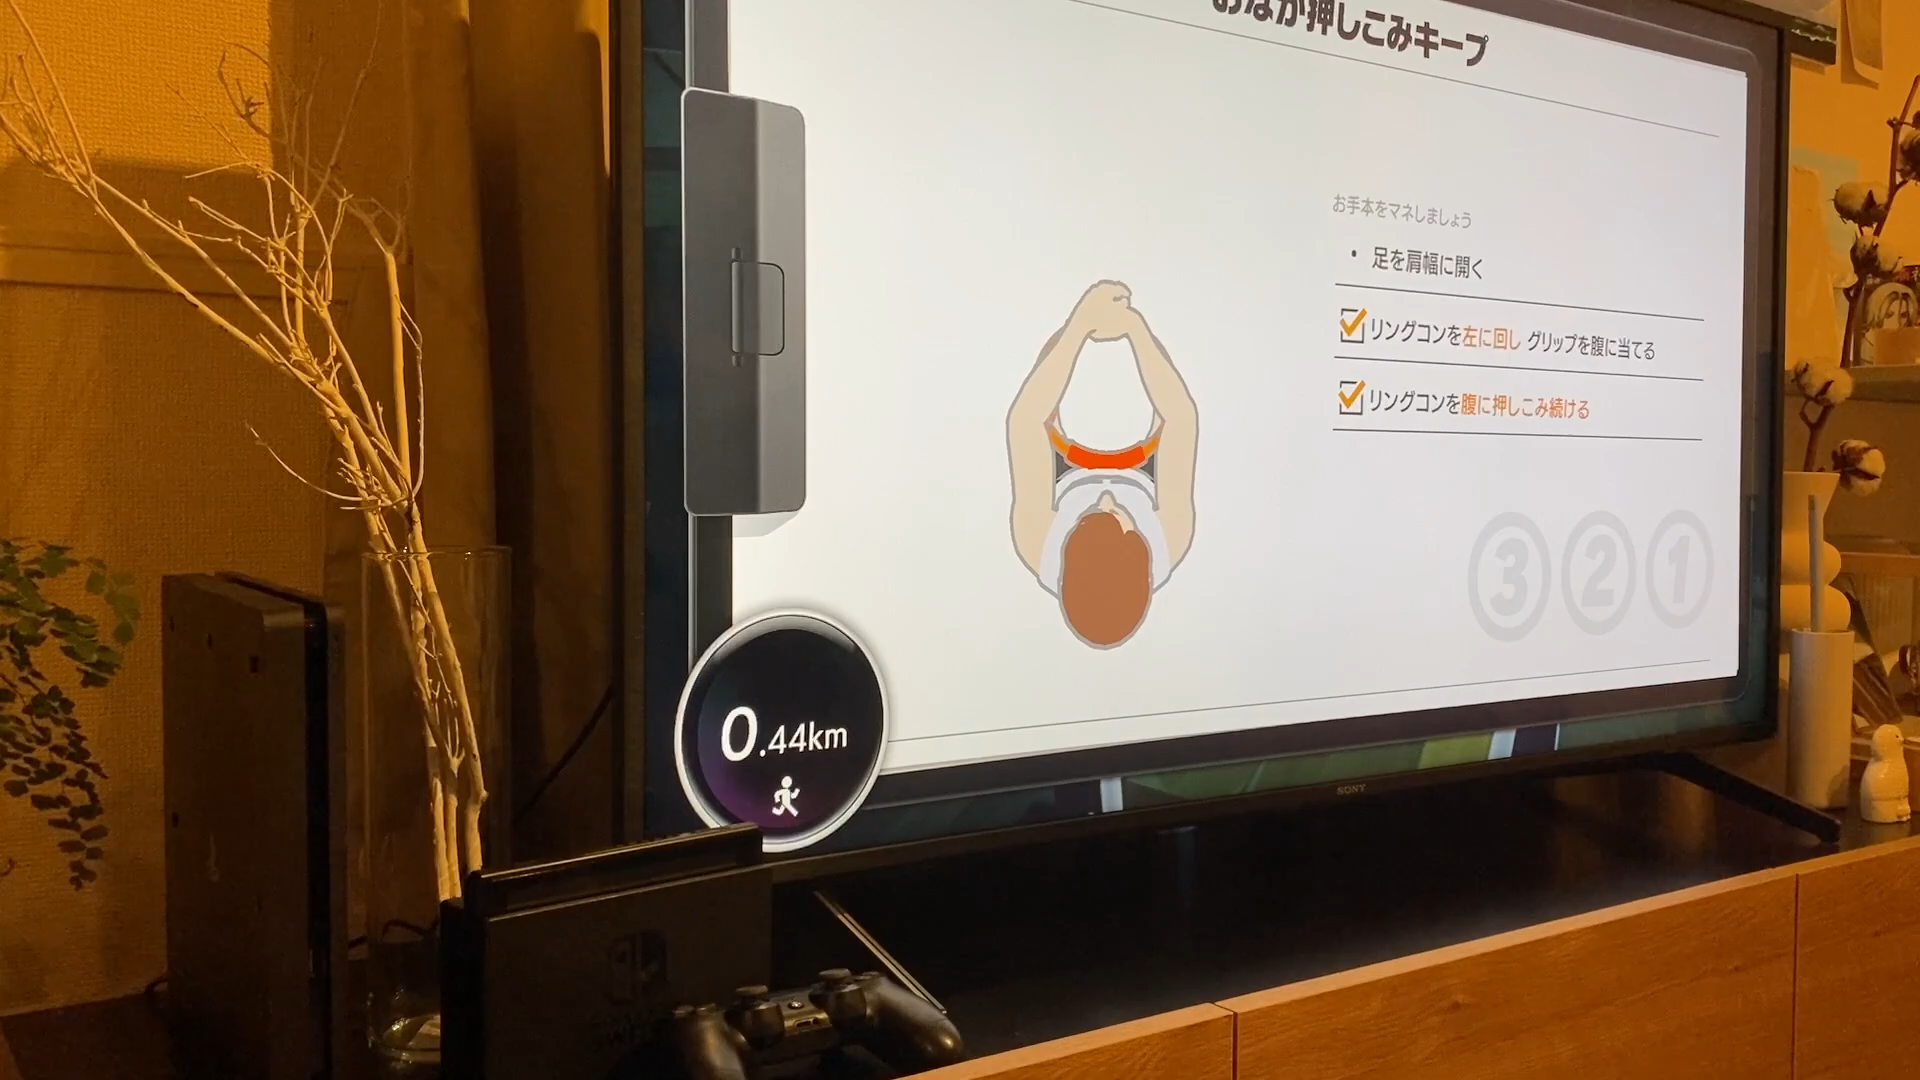 おなか押しこみキープ
お手本をマネしましょう
・ 足を肩幅に開く
リングコンを左に回し グリップを腹に当てる
リングコンを腹に押しこみ続ける
3 2 1
0.44km
SONY